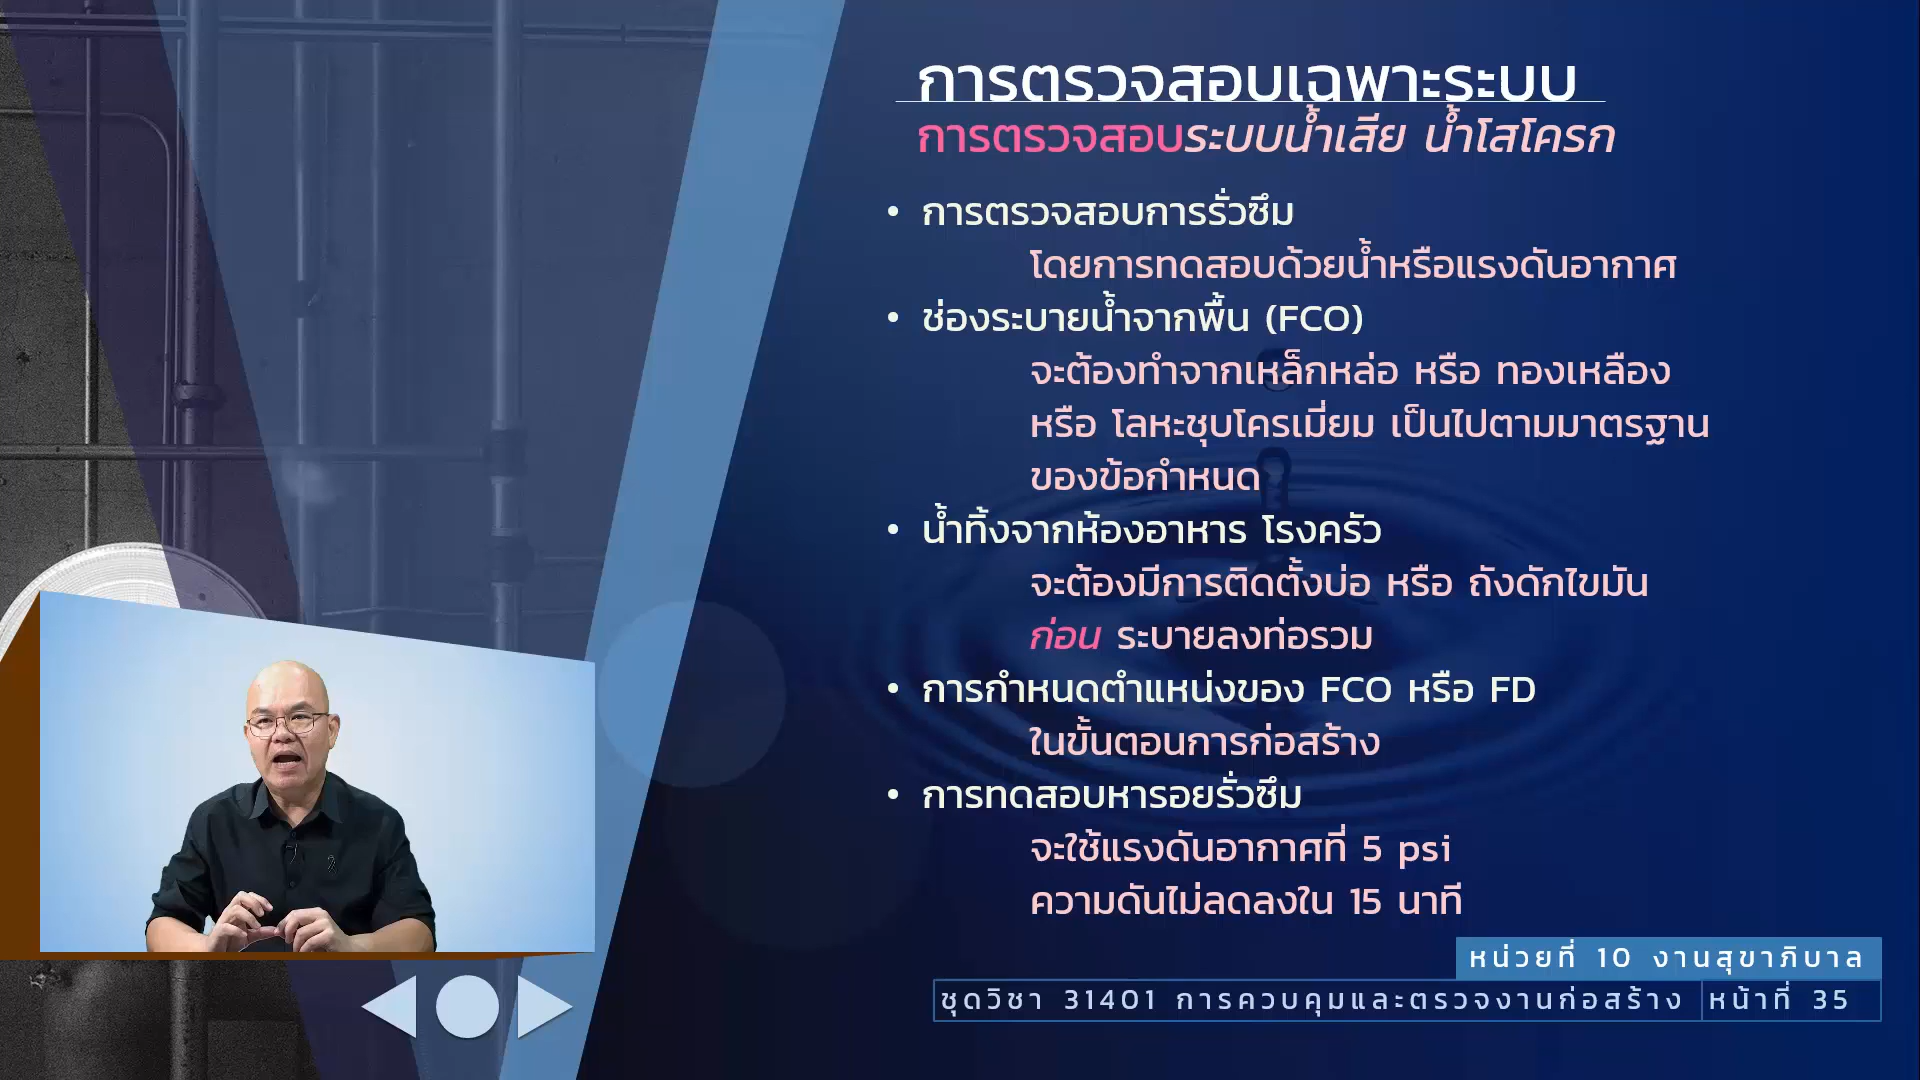 การตรวจสอบเฉพาะระบบ
การตรวจสอบระบบน้ำเสีย น้ำโสโครก
• การตรวจสอบการรั่วซึม
โดยการทดสอบด้วยน้ำหรือแรงดันอากาศ
• ช่องระบายน้ำจากพื้น (FCO)
จะต้องทำจากเหล็กหล่อ หรือ ทองเหลือง
หรือ โลหะชุบโครเมี่ยม เป็นไปตามมาตรฐาน
ของข้อกำหนด
• น้ำทิ้งจากห้องอาหาร โรงครัว
จะต้องมีการติดตั้งบ่อ หรือ ถังดักไขมัน
ก่อน ระบายลงท่อรวม
• การกำหนดตำแหน่งของ FCO หรือ FD
ในขั้นตอนการก่อสร้าง
• การทดสอบหารอยรั่วซึม
จะใช้แรงดันอากาศที่ 5 psi
ความดันไม่ลดลงใน 15 นาที
หน่วยที่ 10 งานสุขาภิบาล
ชุดวิชา 31401 การควบคุมและตรวจงานก่อสร้าง หน้าที่ 35